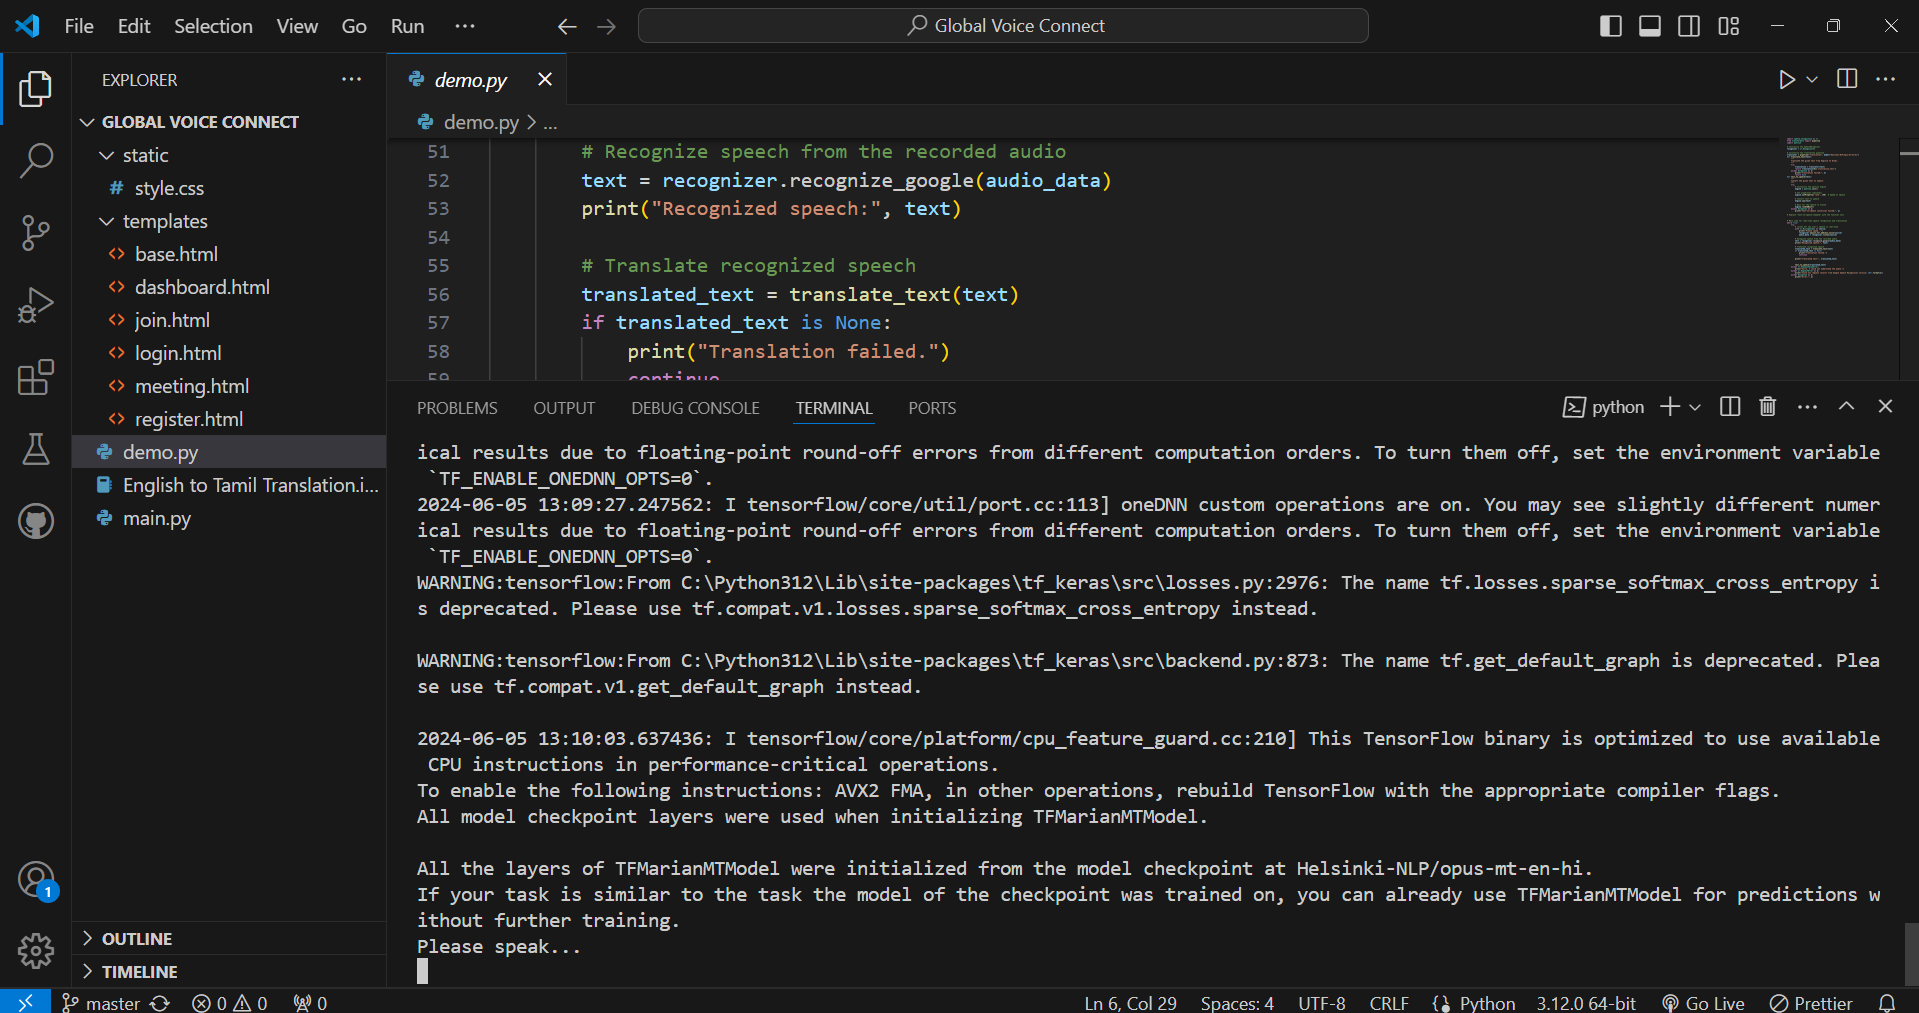 File Edit Selection View Go Run ... Global Voice Connect
EXPLORER ...
GLOBAL VOICE CONNECT
static
# style.css
templates
<> base.html
<> dashboard.html
<> join.html
<> login.html
<> meeting.html
<> register.html
demo.py
English to Tamil Translation.i...
main.py
OUTLINE
TIMELINE
demo.py
demo.py > ...
51 # Recognize speech from the recorded audio
52 text = recognizer.recognize_google(audio_data)
53 print("Recognized speech:", text)
54
55 # Translate recognized speech
56 translated_text = translate_text(text)
57 if translated_text is None:
58 print("Translation failed.")
59 continue
PROBLEMS OUTPUT DEBUG CONSOLE TERMINAL PORTS python
ical results due to floating-point round-off errors from different computation orders. To turn them off, set the environment variable
`TF_ENABLE_ONEDNN_OPTS=0`.
2024-06-05 13:09:27.247562: I tensorflow/core/util/port.cc:113] oneDNN custom operations are on. You may see slightly different numer
ical results due to floating-point round-off errors from different computation orders. To turn them off, set the environment variable
`TF_ENABLE_ONEDNN_OPTS=0`.
WARNING:tensorflow:From C:\Python312\Lib\site-packages\tf_keras\src\losses.py:2976: The name tf.losses.sparse_softmax_cross_entropy i
s deprecated. Please use tf.compat.v1.losses.sparse_softmax_cross_entropy instead.
WARNING:tensorflow:From C:\Python312\Lib\site-packages\tf_keras\src\backend.py:873: The name tf.get_default_graph is deprecated. Plea
se use tf.compat.v1.get_default_graph instead.
2024-06-05 13:10:03.637436: I tensorflow/core/platform/cpu_feature_guard.cc:210] This TensorFlow binary is optimized to use available
CPU instructions in performance-critical operations.
To enable the following instructions: AVX2 FMA, in other operations, rebuild TensorFlow with the appropriate compiler flags.
All model checkpoint layers were used when initializing TFMarianMTModel.
All the layers of TFMarianMTModel were initialized from the model checkpoint at Helsinki-NLP/opus-mt-en-hi.
If your task is similar to the task the model of the checkpoint was trained on, you can already use TFMarianMTModel for predictions w
ithout further training.
Please speak...
1
master 0 0 0 Ln 6, Col 29 Spaces: 4 UTF-8 CRLF Python 3.12.0 64-bit Go Live Prettier